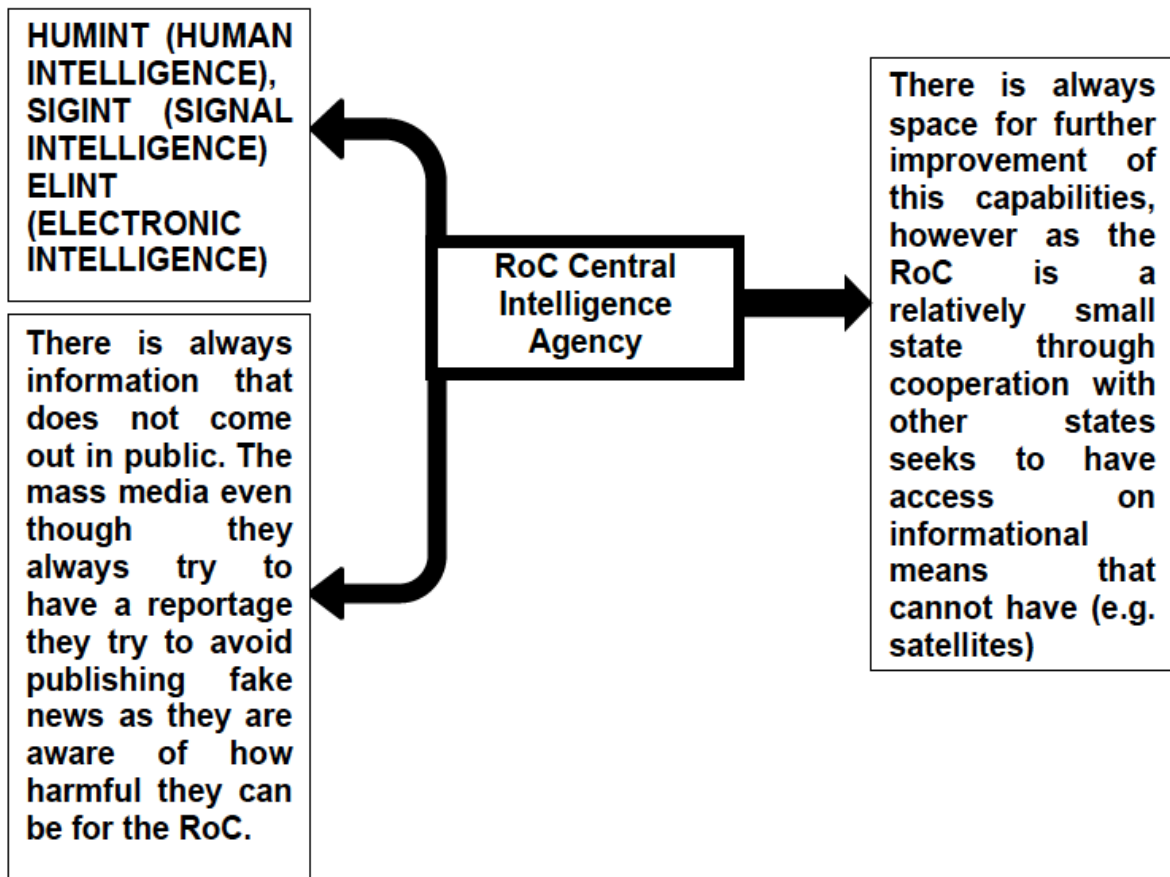 HUMINT (HUMAN
INTELLIGENCE),
SIGINT (SIGNAL
INTELLIGENCE)
ELINT
(ELECTRONIC
INTELLIGENCE)
There is always
information that
does not come
out in public. The
mass media even
though they
always try to
have a reportage
they try to avoid
publishing fake
news as they are
aware of how
harmful they can
be for the RoC.
RoC Central
Intelligence
Agency
There is always
space for further
improvement of
this capabilities,
however as the
RoC is a
relatively small
state through
cooperation with
other states
seeks to have
access on
informational
means that
cannot have (e.g.
satellites)